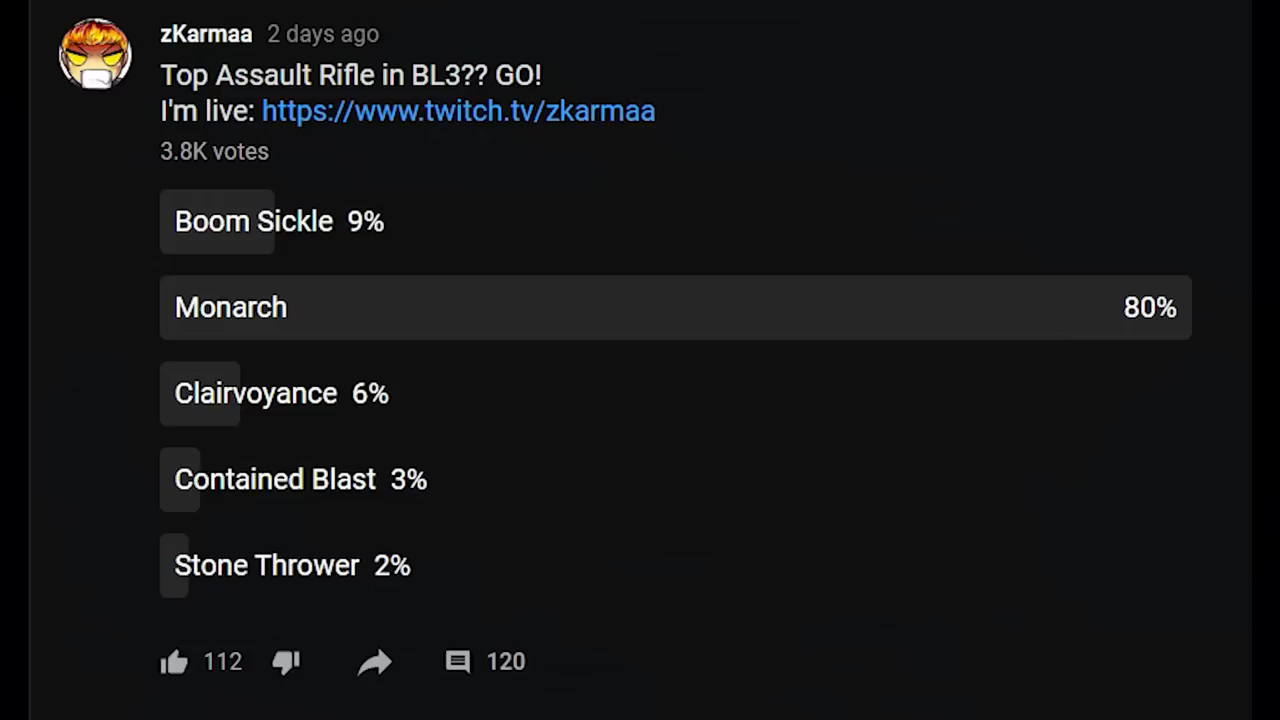 zKarmaa 2 days ago
Top Assault Rifle in BL3?? GO!
I'm live: https://www.twitch.tv/zkarmaa
3.8K votes
Boom Sickle 9%
Monarch 80%
Clairvoyance 6%
Contained Blast 3%
Stone Thrower 2%
112 120